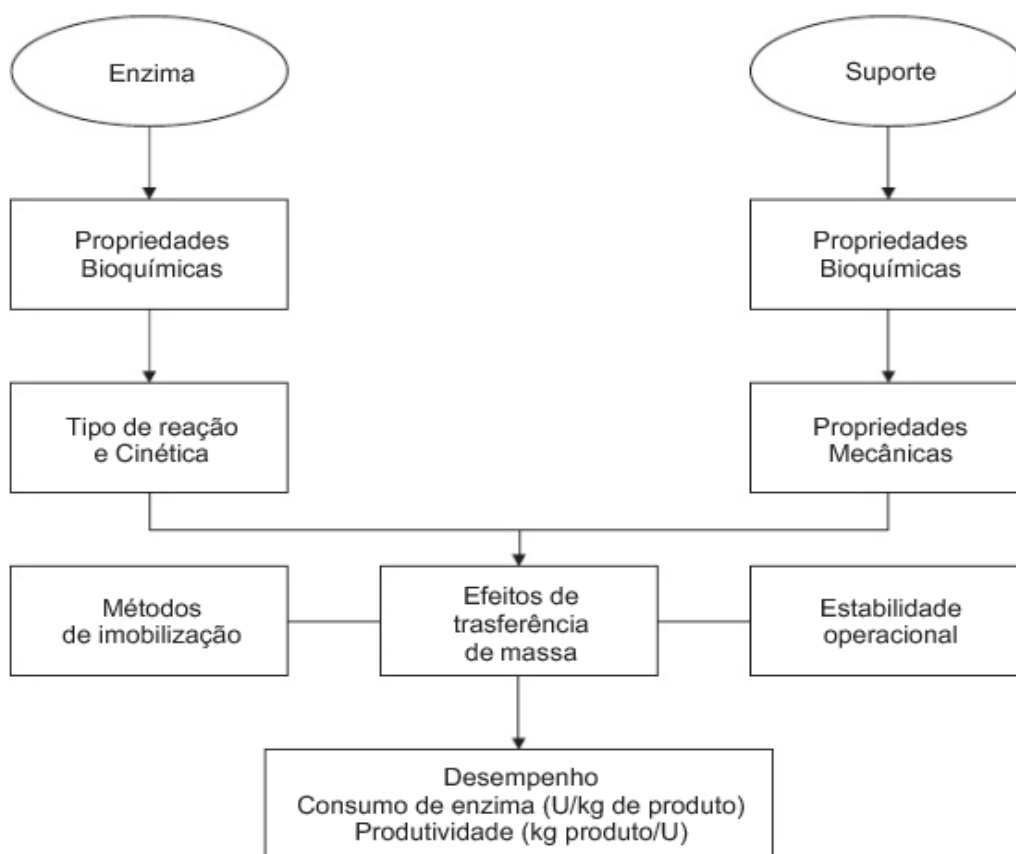 Enzima
Suporte
Propriedades
Bioquímicas
Propriedades
Bioquímicas
Tipo de reação
e Cinética
Propriedades
Mecânicas
Métodos
de imobilização
Efeitos de
trasferência
de massa
Estabilidade
operacional
Desempenho
Consumo de enzima (U/kg de produto)
Produtividade (kg produto/U)